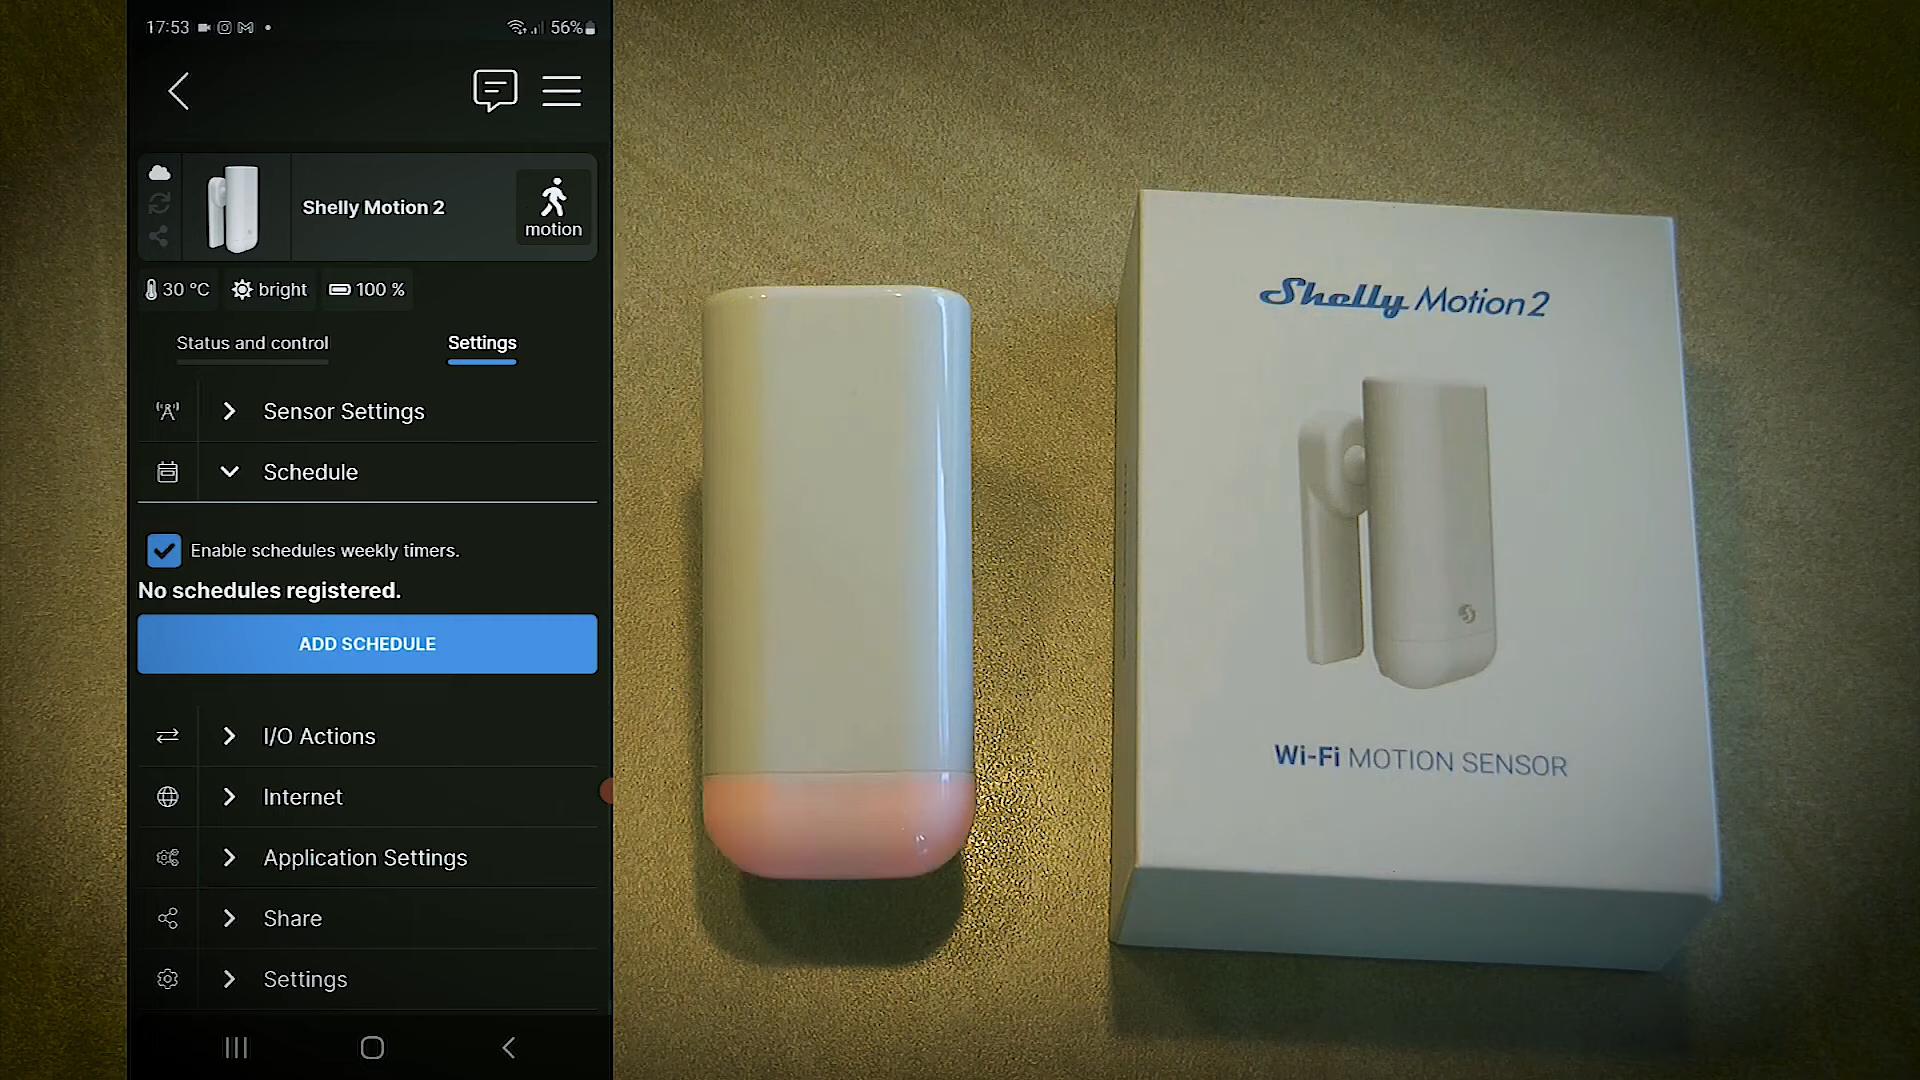 17:53
56%
Shelly Motion 2
motion
30 °C
bright
100 %
Status and control
Settings
Sensor Settings
Schedule
Enable schedules weekly timers.
No schedules registered.
ADD SCHEDULE
I/O Actions
Internet
Application Settings
Share
Settings
Shelly Motion 2
Wi-Fi MOTION SENSOR